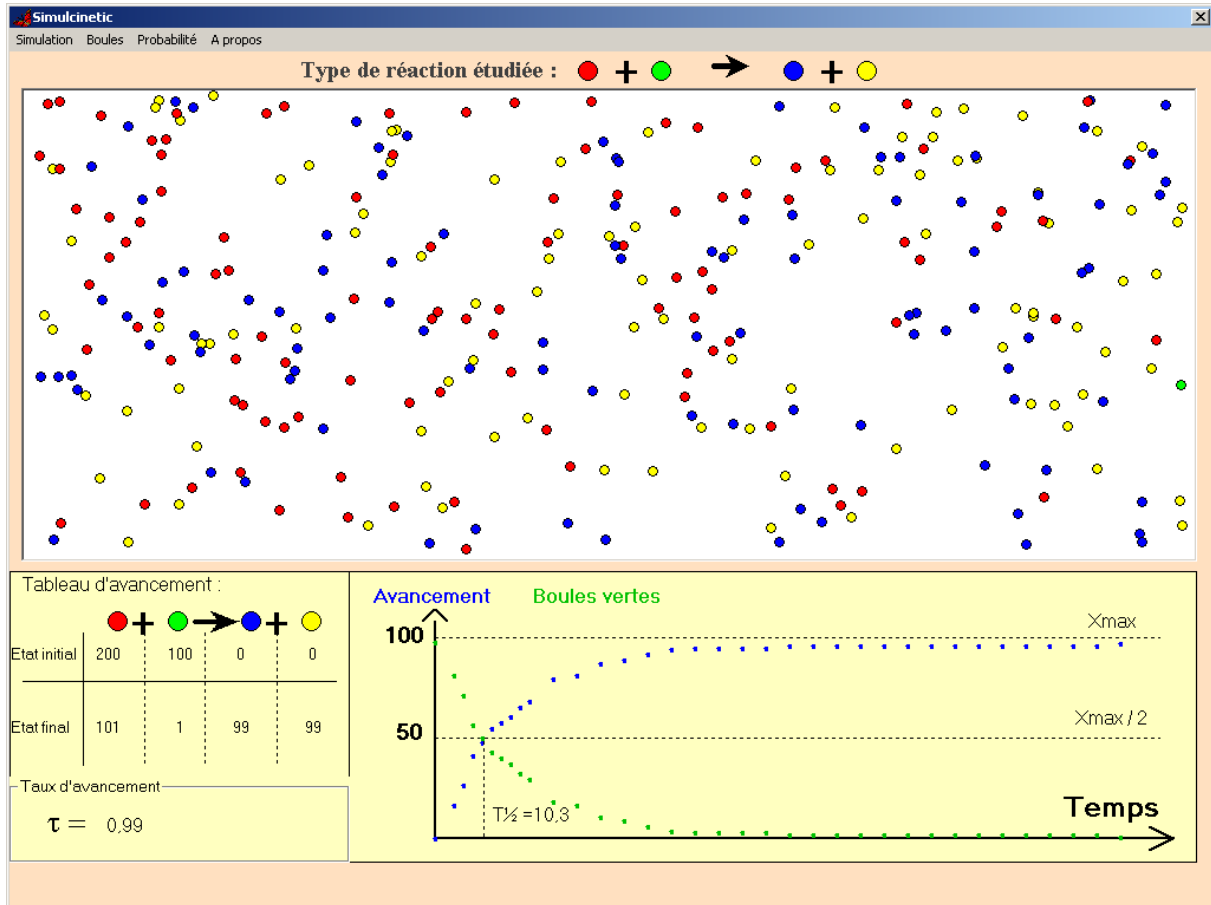 Simulcinetic
Simulation Boules Probabilité A propos
Type de réaction étudiée : + +
Tableau d'avancement :
+ +
Etat initial 200 100 0 0
Etat final 101 1 99 99
Taux d'avancement
τ = 0,99
Avancement Boules vertes
100 Xmax
50 Xmax / 2
T½ =10,3
Temps